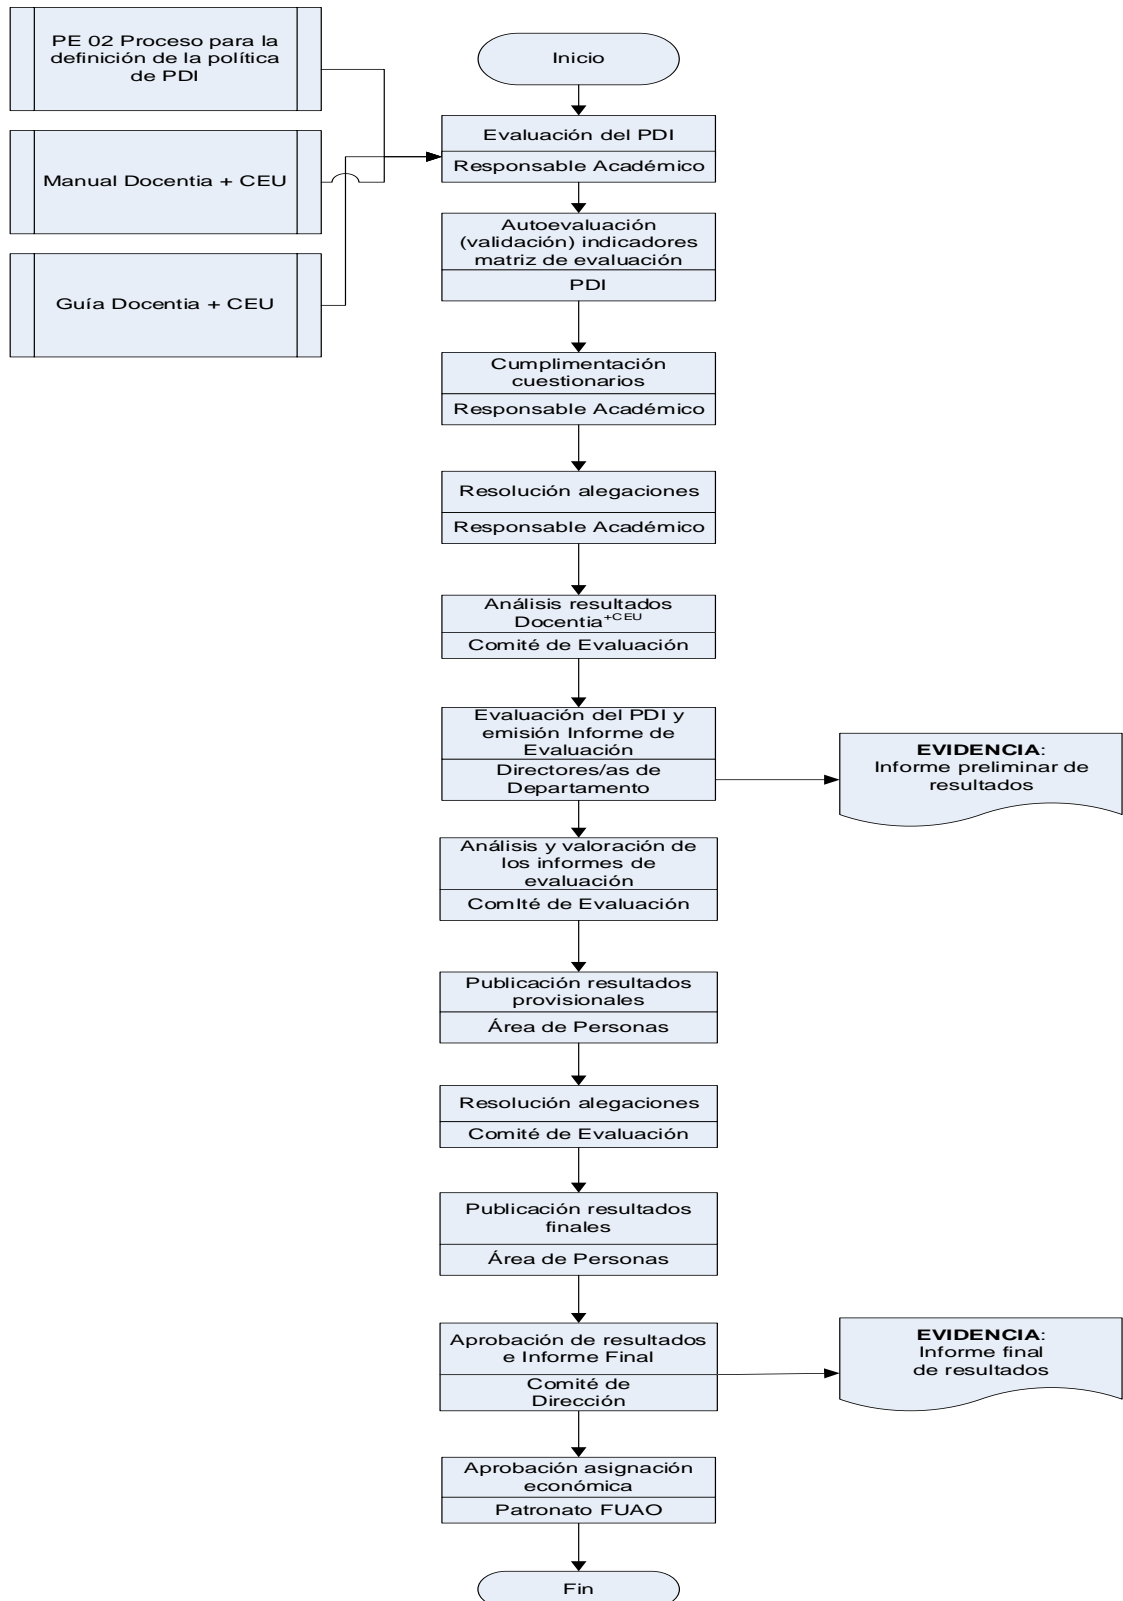 PE 02 Proceso para la
definición de la política
de PDI
Manual Docentia + CEU
Guía Docentia + CEU
Inicio
Evaluación del PDI
Responsable Académico
Autoevaluación
(validación) indicadores
matriz de evaluación
PDI
Cumplimentación
cuestionarios
Responsable Académico
Resolución alegaciones
Responsable Académico
Análisis resultados
Docentia+CEU
Comité de Evaluación
Evaluación del PDI y
emisión Informe de
Evaluación
Directores/as de
Departamento
EVIDENCIA:
Informe preliminar de
resultados
Análisis y valoración de
los informes de
evaluación
ComIté de Evaluación
Publicación resultados
provisionales
Área de Personas
Resolución alegaciones
Comité de Evaluación
Publicación resultados
finales
Área de Personas
Aprobación de resultados
e Informe Final
Comité de
Dirección
EVIDENCIA:
Informe final
de resultados
Aprobación asignación
económica
Patronato FUAO
Fin